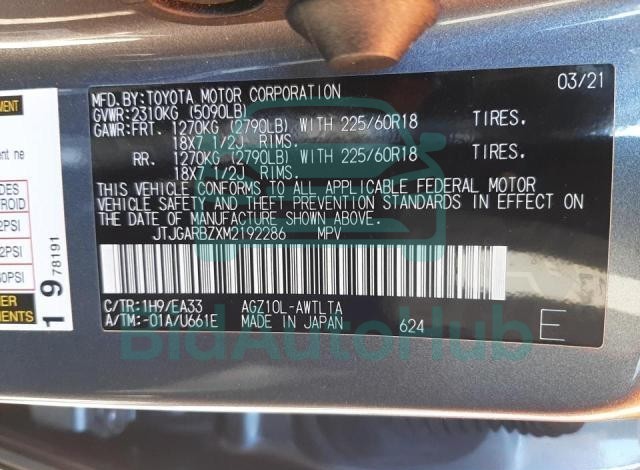 MFD.BY:TOYOTA MOTOR CORPORATION 03/21
GVWR:2310KG (5090LB)
GAWR:FRT. 1270KG (2790LB) WITH 225/60R18 TIRES.
18X7 1/2J RIMS.
RR. 1270KG (2790LB) WITH 225/60R18 TIRES.
18X7 1/2J RIMS.
THIS VEHICLE CONFORMS TO ALL APPLICABLE FEDERAL MOTOR
VEHICLE SAFETY AND THEFT PREVENTION STANDARDS IN EFFECT ON
THE DATE OF MANUFACTURE SHOWN ABOVE.
JTJGARBZXM2192286 MPV
C/TR:1H9/EA33 AGZ10L-AWTLTA
A/TM:-01A/U661E MADE IN JAPAN 624 E
BidAutoHub
1 9 78191